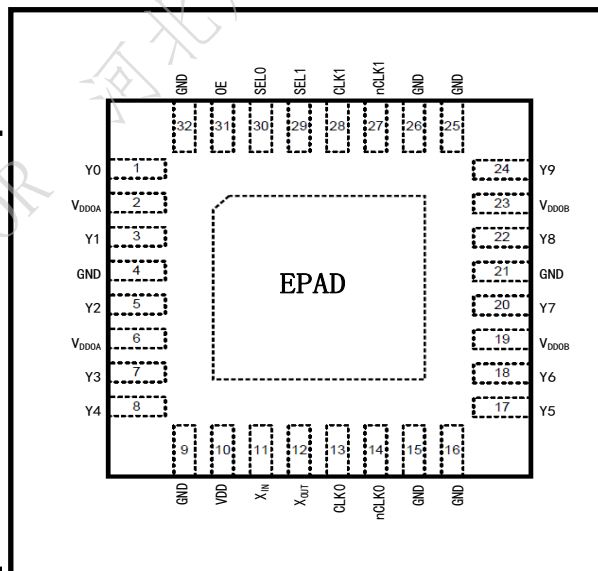 GND OE SEL0 SEL1 CLK1 nCLK1 GND GND
32 31 30 29 28 27 26 25
Y0 1 24 Y9
VDDOA 2 23 VDDOB
Y1 3 22 Y8
GND 4 21 GND
EPAD
Y2 5 20 Y7
VDDOA 6 19 VDDOB
Y3 7 18 Y6
Y4 8 17 Y5
9 10 11 12 13 14 15 16
GND VDD XIN XOUT CLK0 nCLK0 GND GND
河北
OR